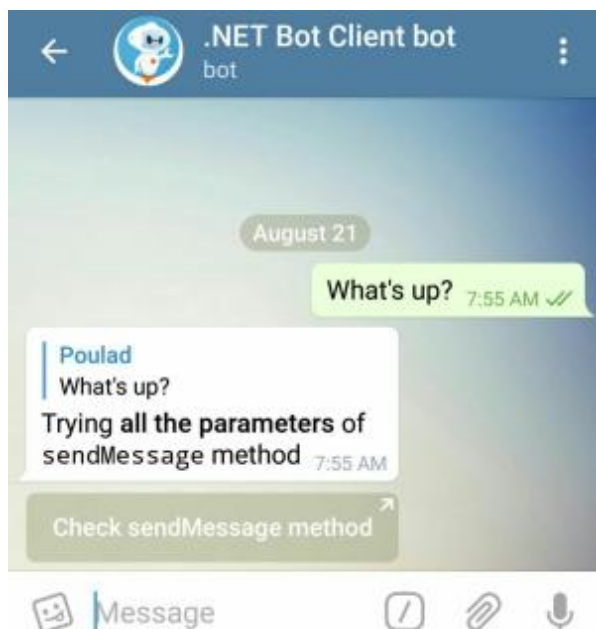 .NET Bot Client bot
bot
August 21
What's up? 7:55 AM
Poulad
What's up?
Trying all the parameters of
sendMessage method 7:55 AM
Check sendMessage method
Message